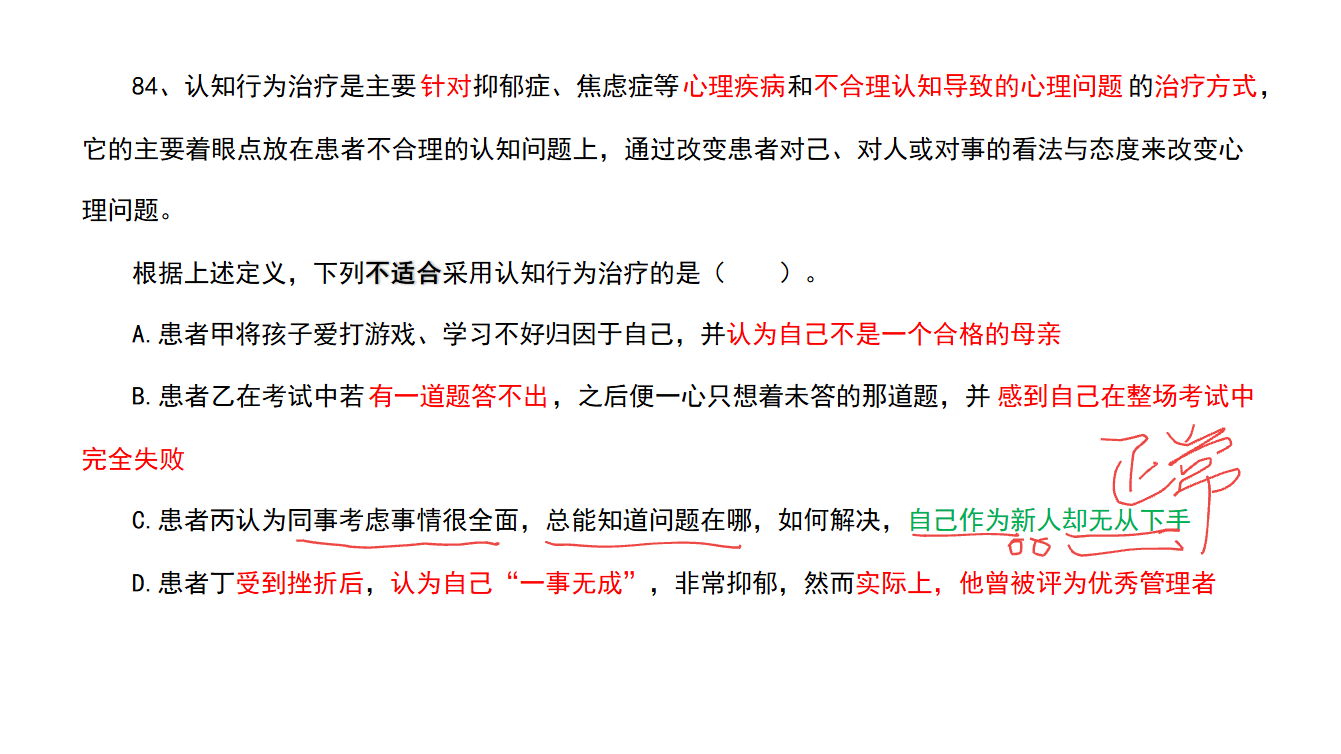 84、认知行为治疗是主要针对抑郁症、焦虑症等心理疾病和不合理认知导致的心理问题的治疗方式，
它的主要着眼点放在患者不合理的认知问题上，通过改变患者对己、对人或对事的看法与态度来改变心
理问题。
根据上述定义，下列不适合采用认知行为治疗的是（　　）。
A.患者甲将孩子爱打游戏、学习不好归因于自己，并认为自己不是一个合格的母亲
B.患者乙在考试中若有一道题答不出，之后便一心只想着未答的那道题，并感到自己在整场考试中
完全失败
正常
C.患者丙认为同事考虑事情很全面，总能知道问题在哪，如何解决，自己作为新人却无从下手
D.患者丁受到挫折后，认为自己“一事无成”，非常抑郁，然而实际上，他曾被评为优秀管理者